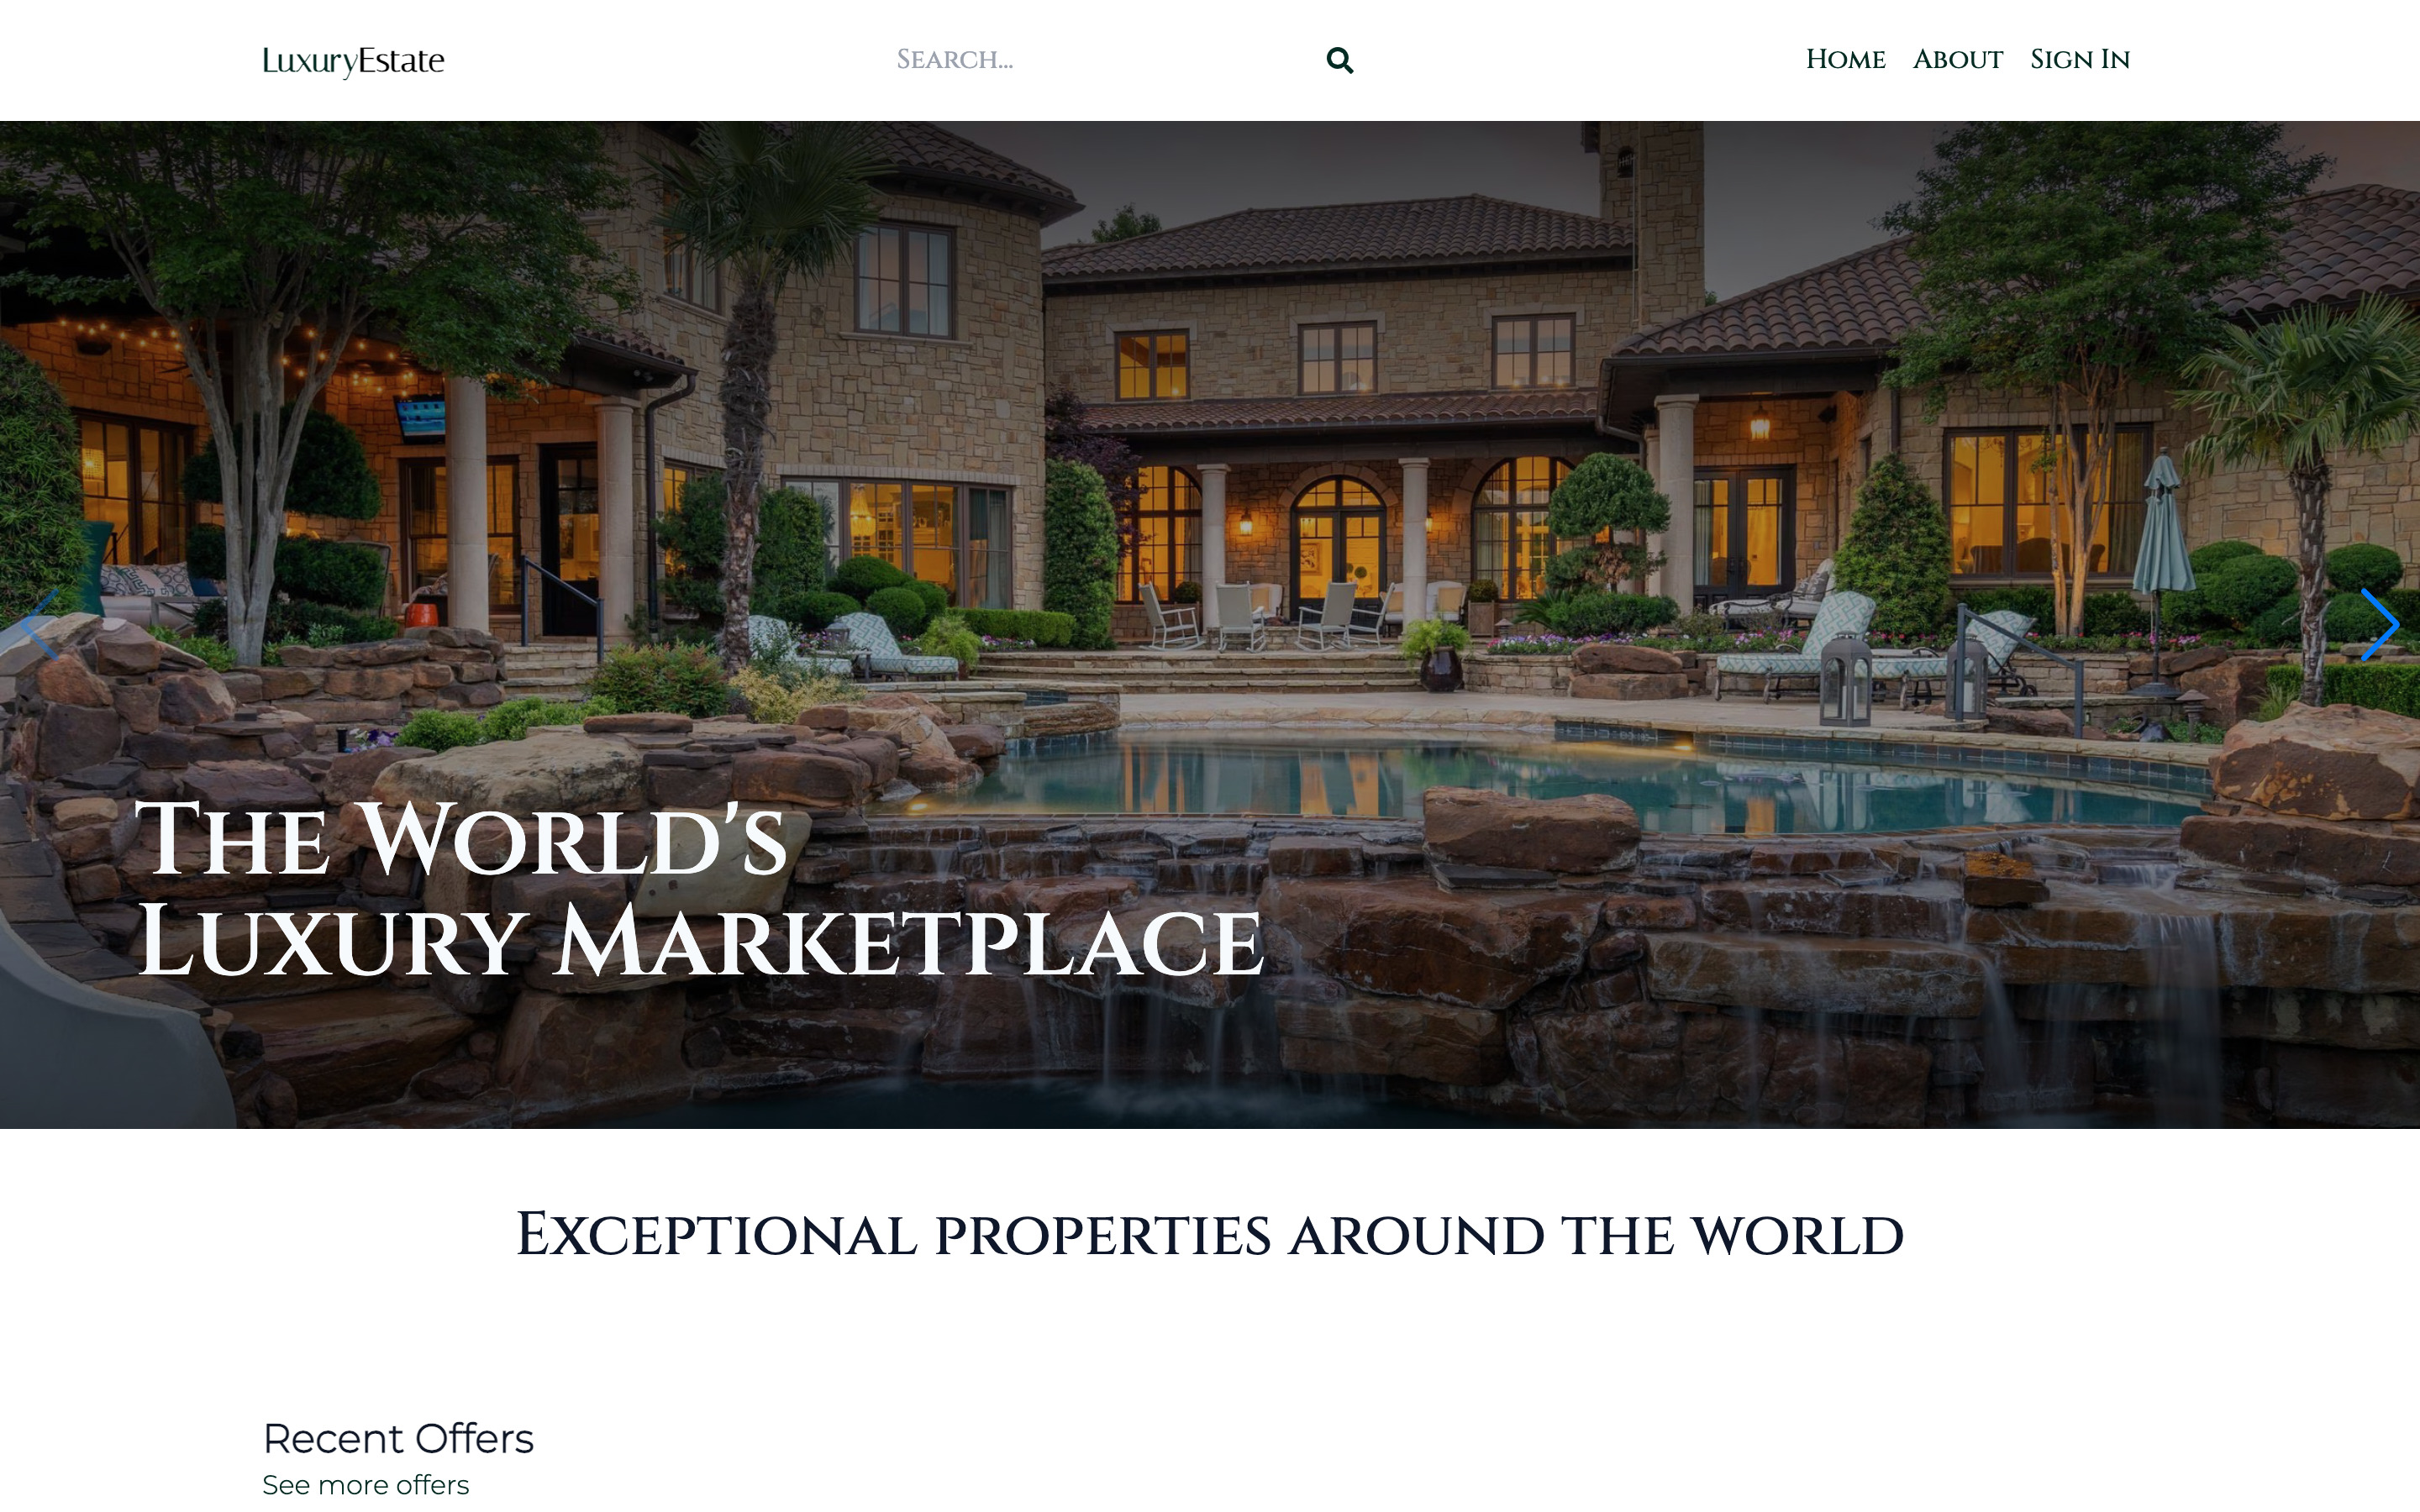 LuxuryEstate
Search...
Home About Sign In
The World's
Luxury Marketplace
Exceptional properties around the world
Recent Offers
See more offers